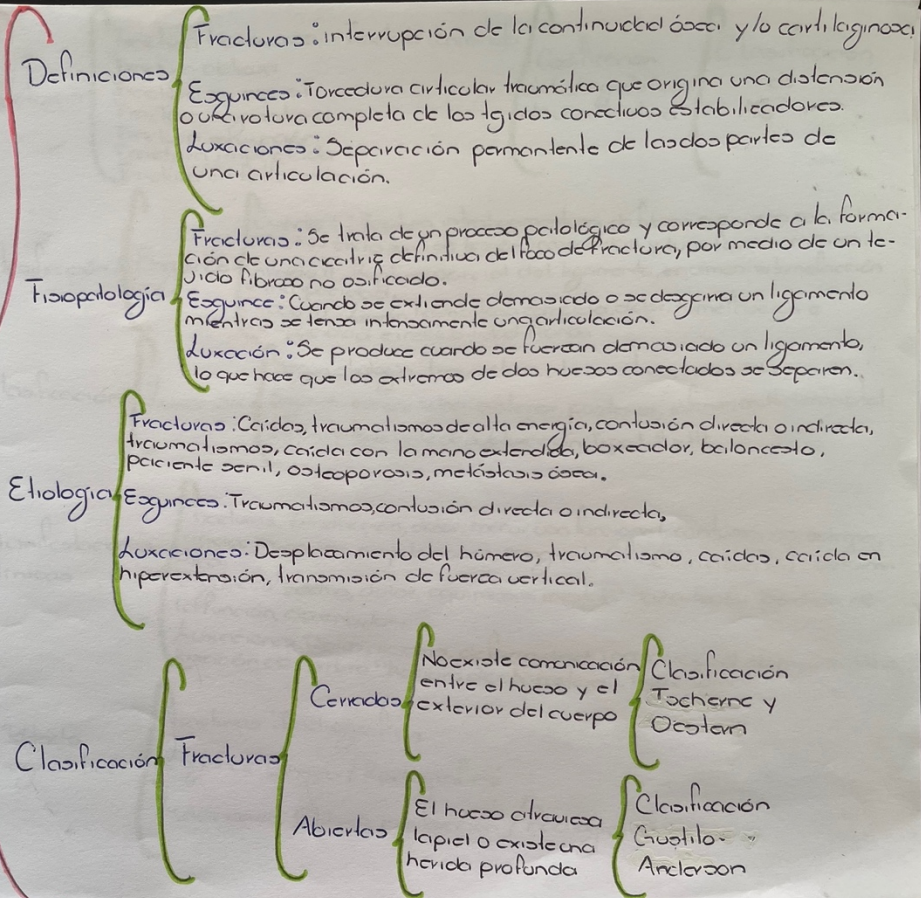 Definiciones
Fracturas: interrupción de la continuidad ósea y/o cartilaginosa.
Esguinces: Torcedura articular traumática que origina una distensión
o una rotura completa de los tejidos conectivos estabilizadores.
Luxaciones: Separación permantente de las dos partes de
una articulación.
Fisiopatología
Fracturas: Se trata de un proceso patológico y corresponde a la forma-
ción de una cicatriz definitiva del foco de fractura, por medio de un te-
jido fibroso no osificado.
Esguince: Cuando se extiende demasiado o se desgarra un ligamento
mientras se tensa intensamente una articulación.
Luxación: Se produce cuando se fuerzan demasiado un ligamento,
lo que hace que los extremos de dos huesos conectados se separen.
Etiología
Fracturas: Caidas, traumatismos de alta energía, contusión directa o indirecta,
traumatismos, caída con la mano extendida, boxeador, baloncesto,
paciente senil, osteoporosis, metástasis ósea.
Esguinces: Traumatismos, contusión directa o indirecta,
Luxaciones: Desplazamiento del húmero, traumatismo, caídas, caída en
hiperextensión, transmisión de fuerza vertical.
Clasificación
Fracturas
Cerradas
No existe comunicación
entre el hueso y el
exterior del cuerpo
Clasificación
Tscherne y
Oestern
Abiertas
El hueso atraviesa
la piel o existe una
herida profunda
Clasificación
Gustilo-
Anderson